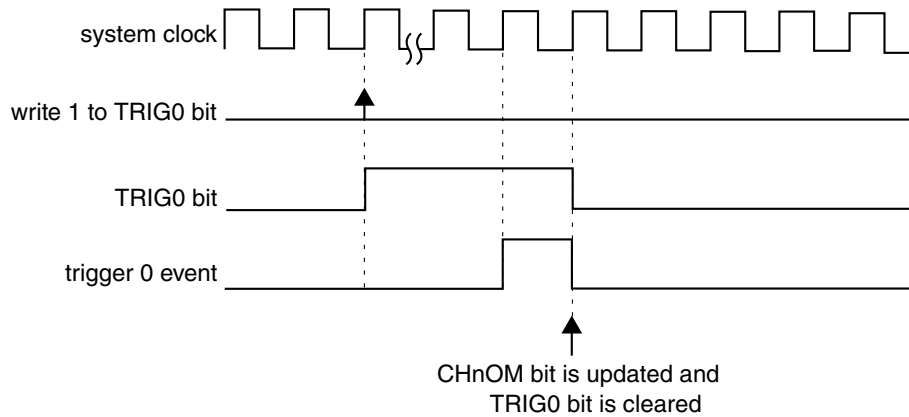 system clock
write 1 to TRIG0 bit
TRIG0 bit
trigger 0 event
CHnOM bit is updated and
TRIG0 bit is cleared